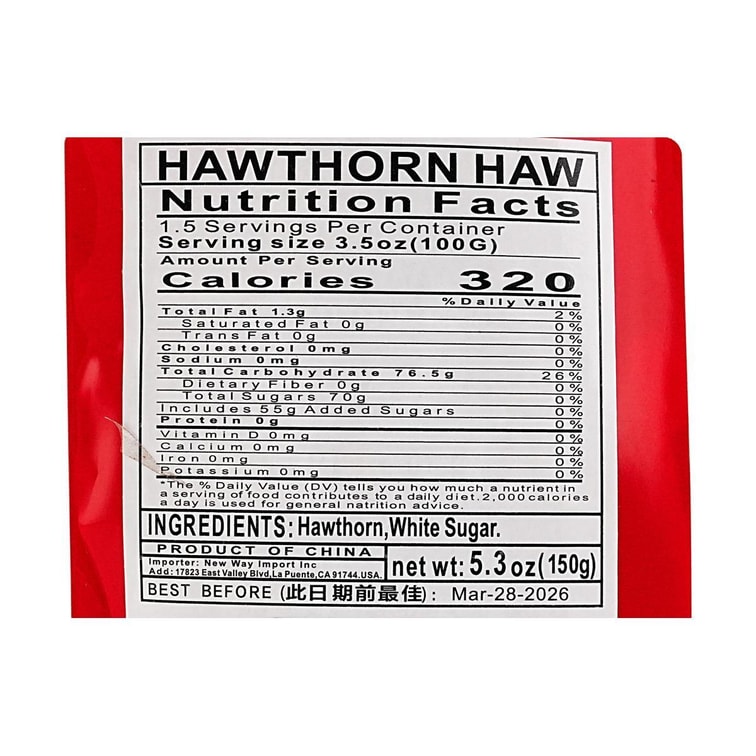 HAWTHORN HAW
Nutrition Facts
1.5 Servings Per Container
Serving size 3.5oz(100G)
Amount Per Serving
Calories 320
% Daily Value
Total Fat 1.3g 2%
Saturated Fat 0g 0%
Trans Fat 0g 0%
Cholesterol 0mg 0%
Sodium 0mg 0%
Total Carbohydrate 76.5g 26%
Dietary Fiber 0g 0%
Total Sugars 70g 0%
Includes 55g Added Sugars 0%
Protein 0g 0%
Vitamin D 0mg 0%
Calcium 0mg 0%
Iron 0mg 0%
Potassium 0mg 0%
*The % Daily Value (DV) tells you how much a nutrient in
a serving of food contributes to a daily diet.2,000calories
a day is used for general natrition advice.
INGREDIENTS: Hawthorn,White Sugar.
PRODUCT OF CHINA
Importer: New Way Import Inc
Add: 17823 East Valley Blvd,La Puente,CA 91744.USA.
net wt: 5.3oz(150g)
BEST BEFORE (此日期前最佳): Mar-28-2026